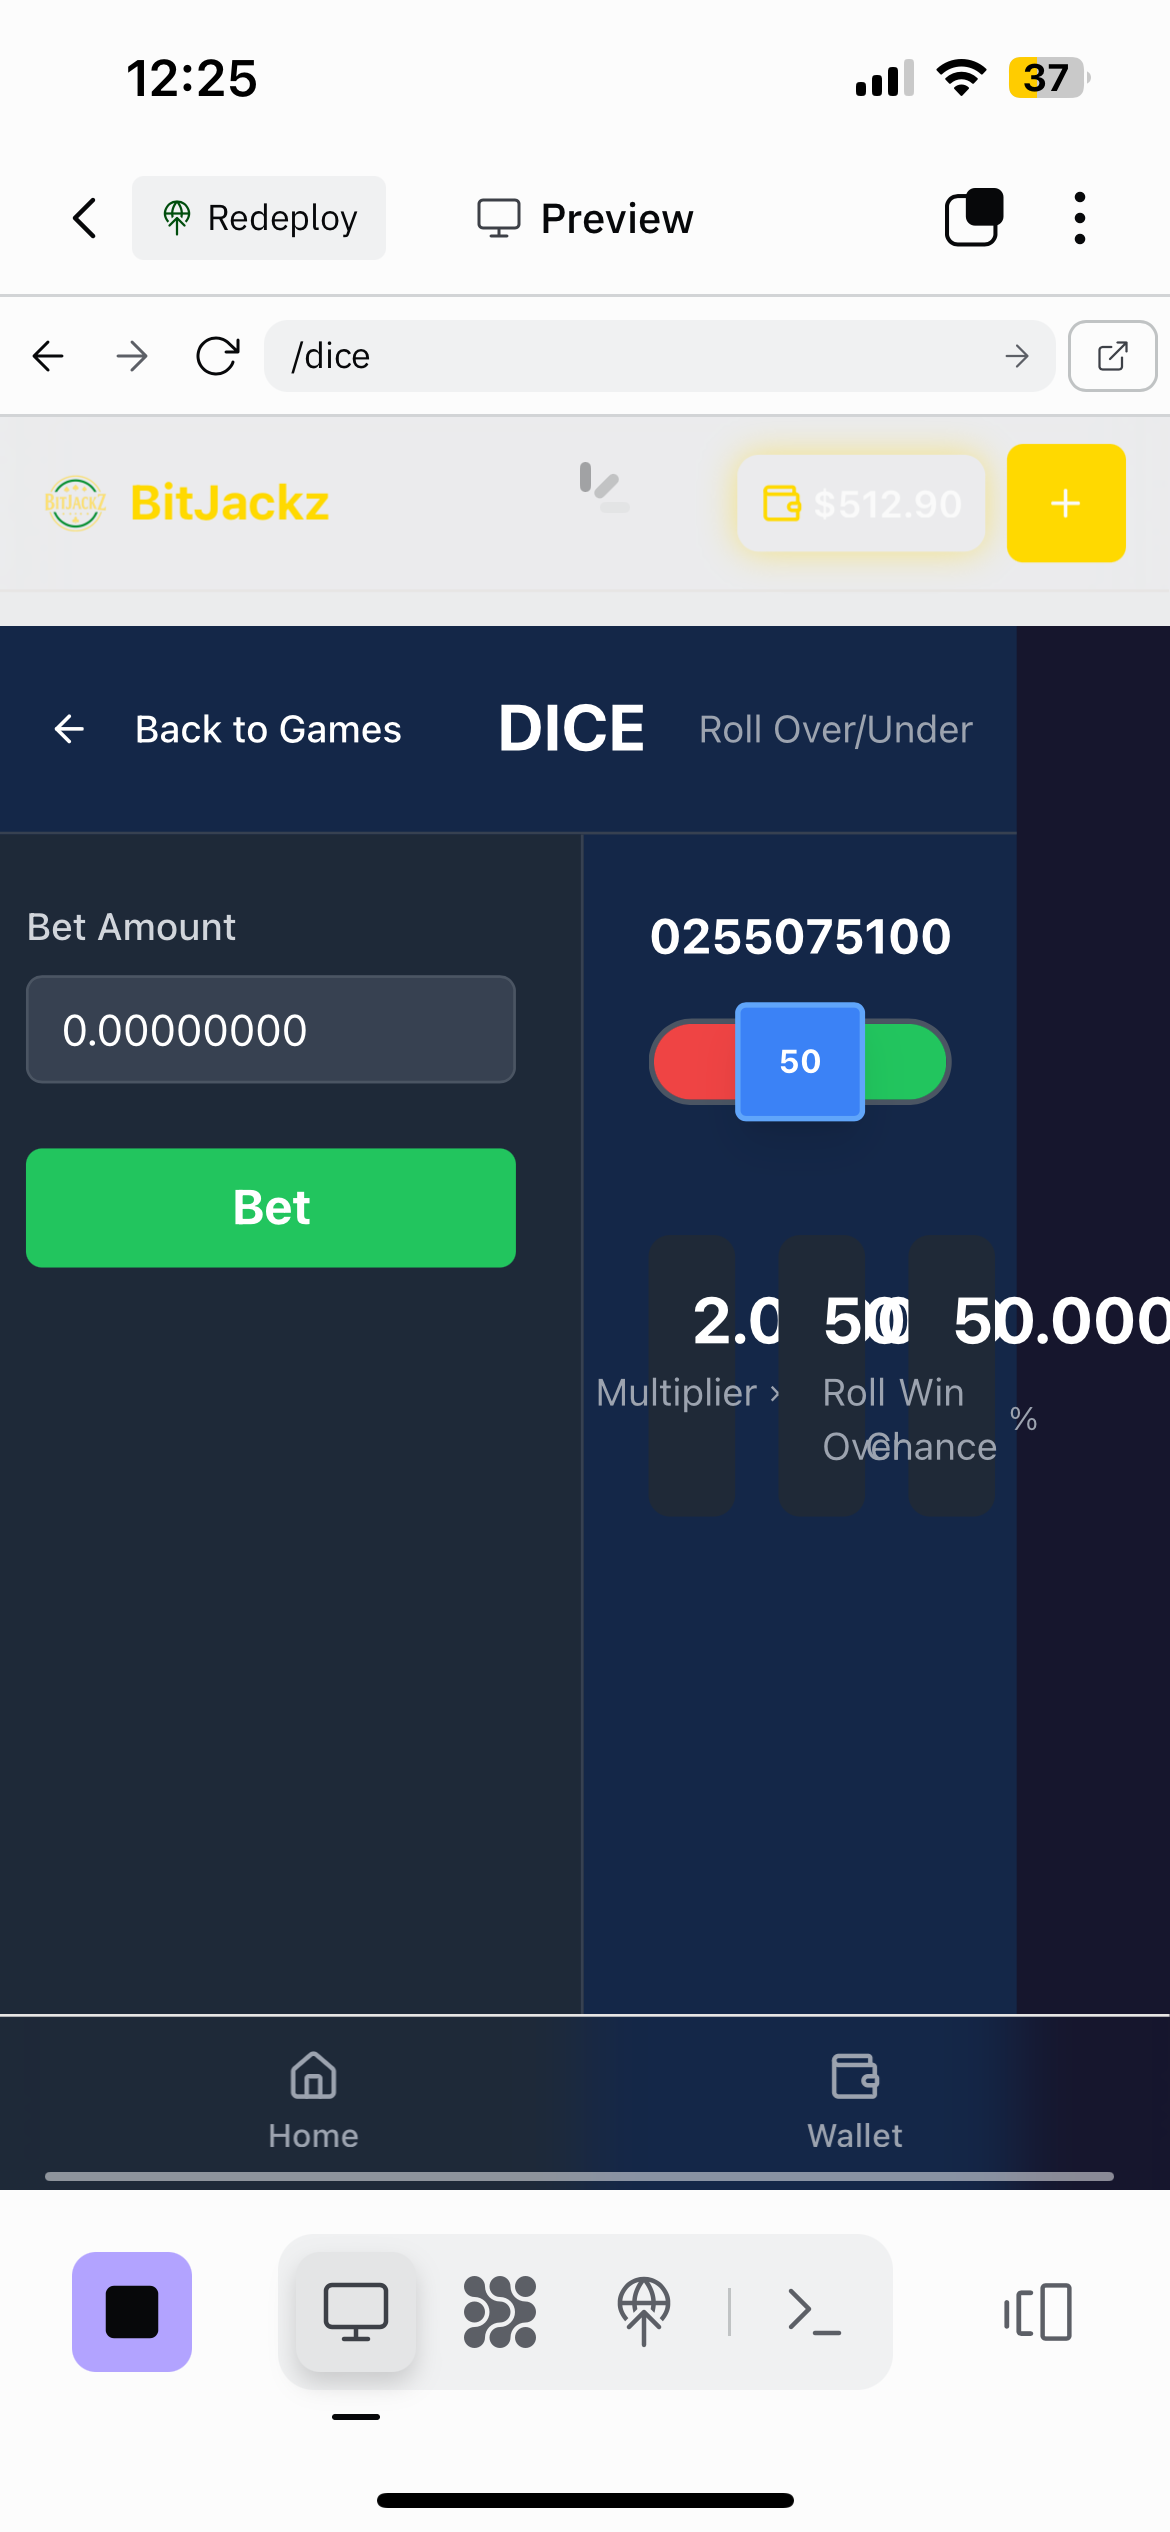 12:25
37
Redeploy
Preview
/dice
BITJACKZ
BitJackz
$512.90
+
Back to Games
DICE
Roll Over/Under
Bet Amount
0.00000000
Bet
0255075100
50
2.0
50
50.000
Multiplier
Roll Over
Win Chance
%
Home
Wallet